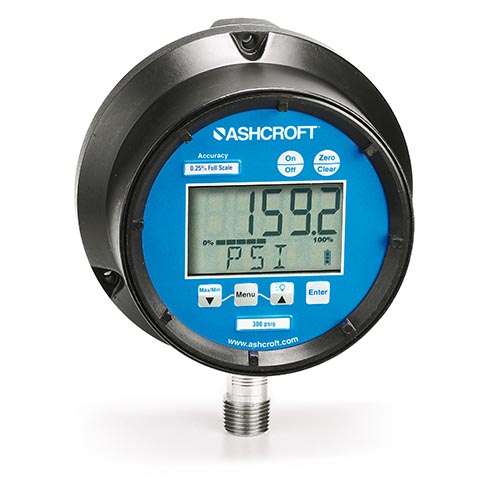 ASHCROFT®
Accuracy
0.25% Full Scale
On
Off
Zero
Clear
159.2
0% 100%
PSI
Max/Min
Menu
Enter
300 psig
www.ashcroft.com